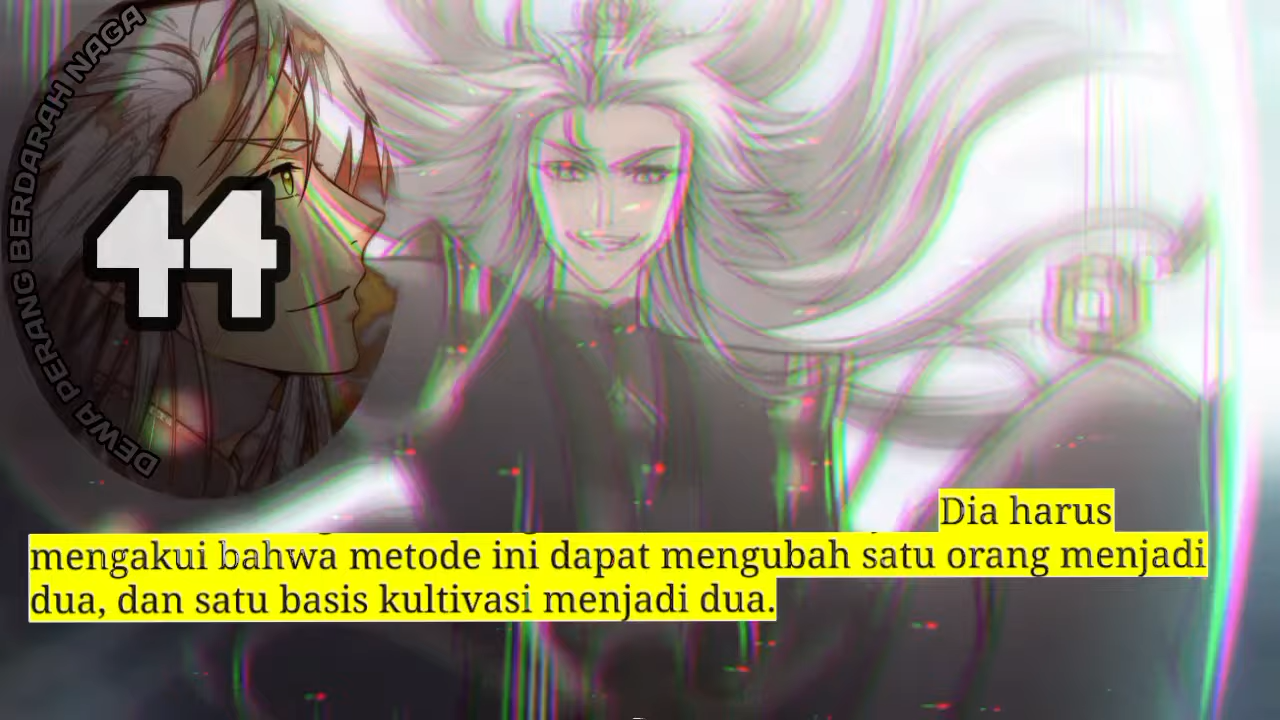 DEWA PERANG BERDARAH NAGA
44
Dia harus
mengakui bahwa metode ini dapat mengubah satu orang menjadi
dua, dan satu basis kultivasi menjadi dua.